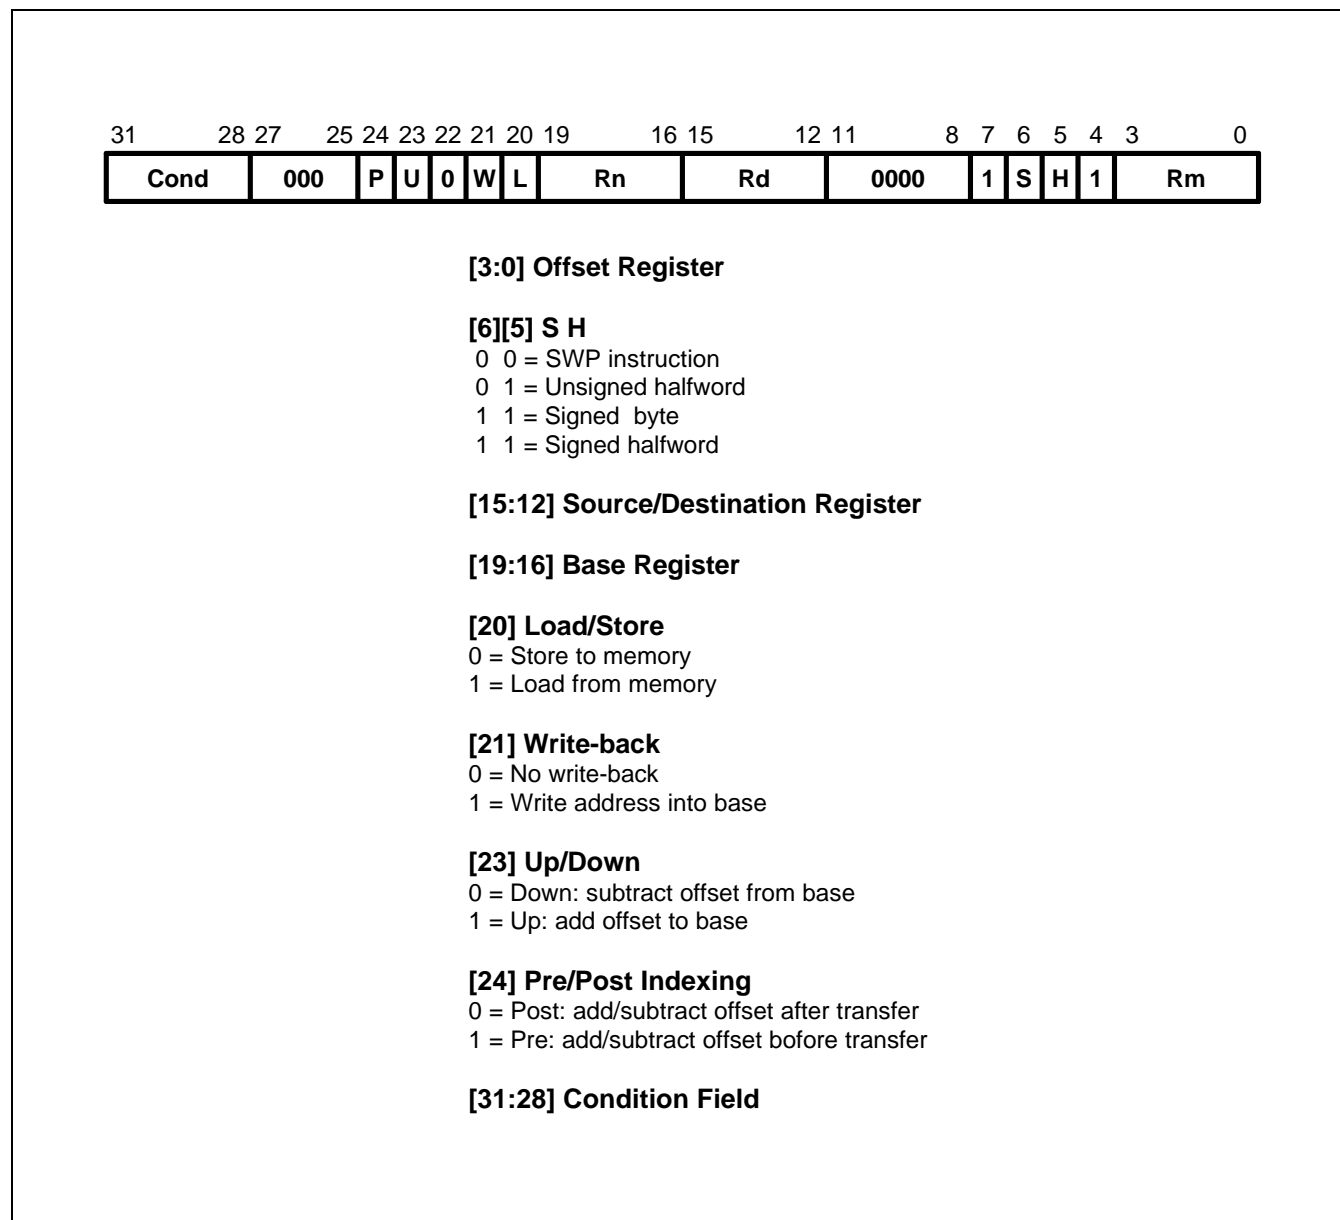 31 28 27 25 24 23 22 21 20 19 16 15 12 11 8 7 6 5 4 3 0
Cond 000 P U 0 W L Rn Rd 0000 1 S H 1 Rm
[3:0] Offset Register
[6][5] S H
0 0 = SWP instruction
0 1 = Unsigned halfword
1 1 = Signed byte
1 1 = Signed halfword
[15:12] Source/Destination Register
[19:16] Base Register
[20] Load/Store
0 = Store to memory
1 = Load from memory
[21] Write-back
0 = No write-back
1 = Write address into base
[23] Up/Down
0 = Down: subtract offset from base
1 = Up: add offset to base
[24] Pre/Post Indexing
0 = Post: add/subtract offset after transfer
1 = Pre: add/subtract offset bofore transfer
[31:28] Condition Field